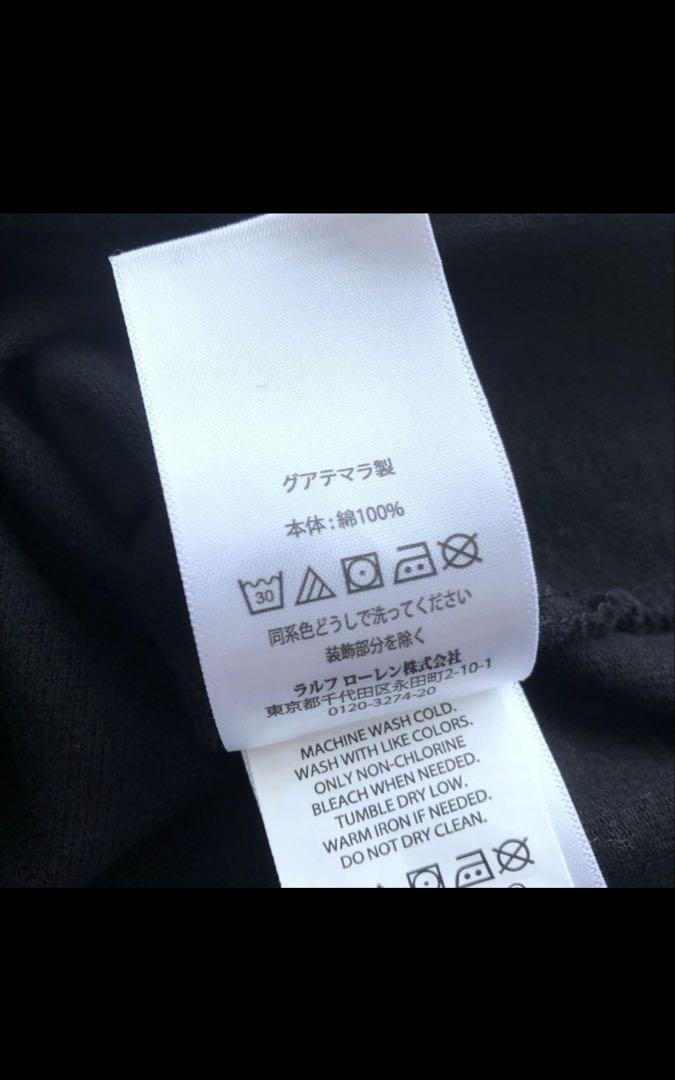 グアテマラ製
本体:綿100%
30
同系色どうしで洗ってください
装飾部分を除く
ラルフ ローレン株式会社
東京都千代田区永田町2-10-1
0120-3274-20
MACHINE WASH COLD.
WASH WITH LIKE COLORS.
ONLY NON-CHLORINE
BLEACH WHEN NEEDED.
TUMBLE DRY LOW.
WARM IRON IF NEEDED.
DO NOT DRY CLEAN.